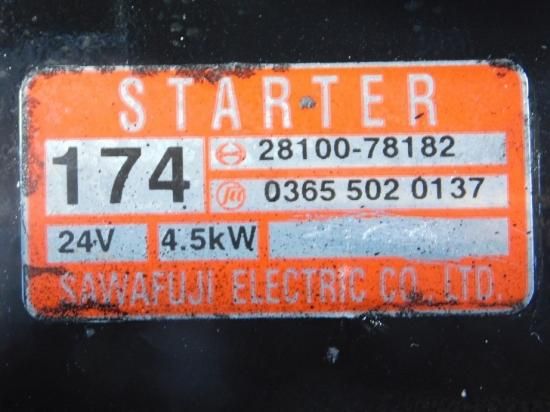 STARTER
174
28100-78182
0365 502 0137
24V 4.5kW
SAWAFUJI ELECTRIC CO., LTD.